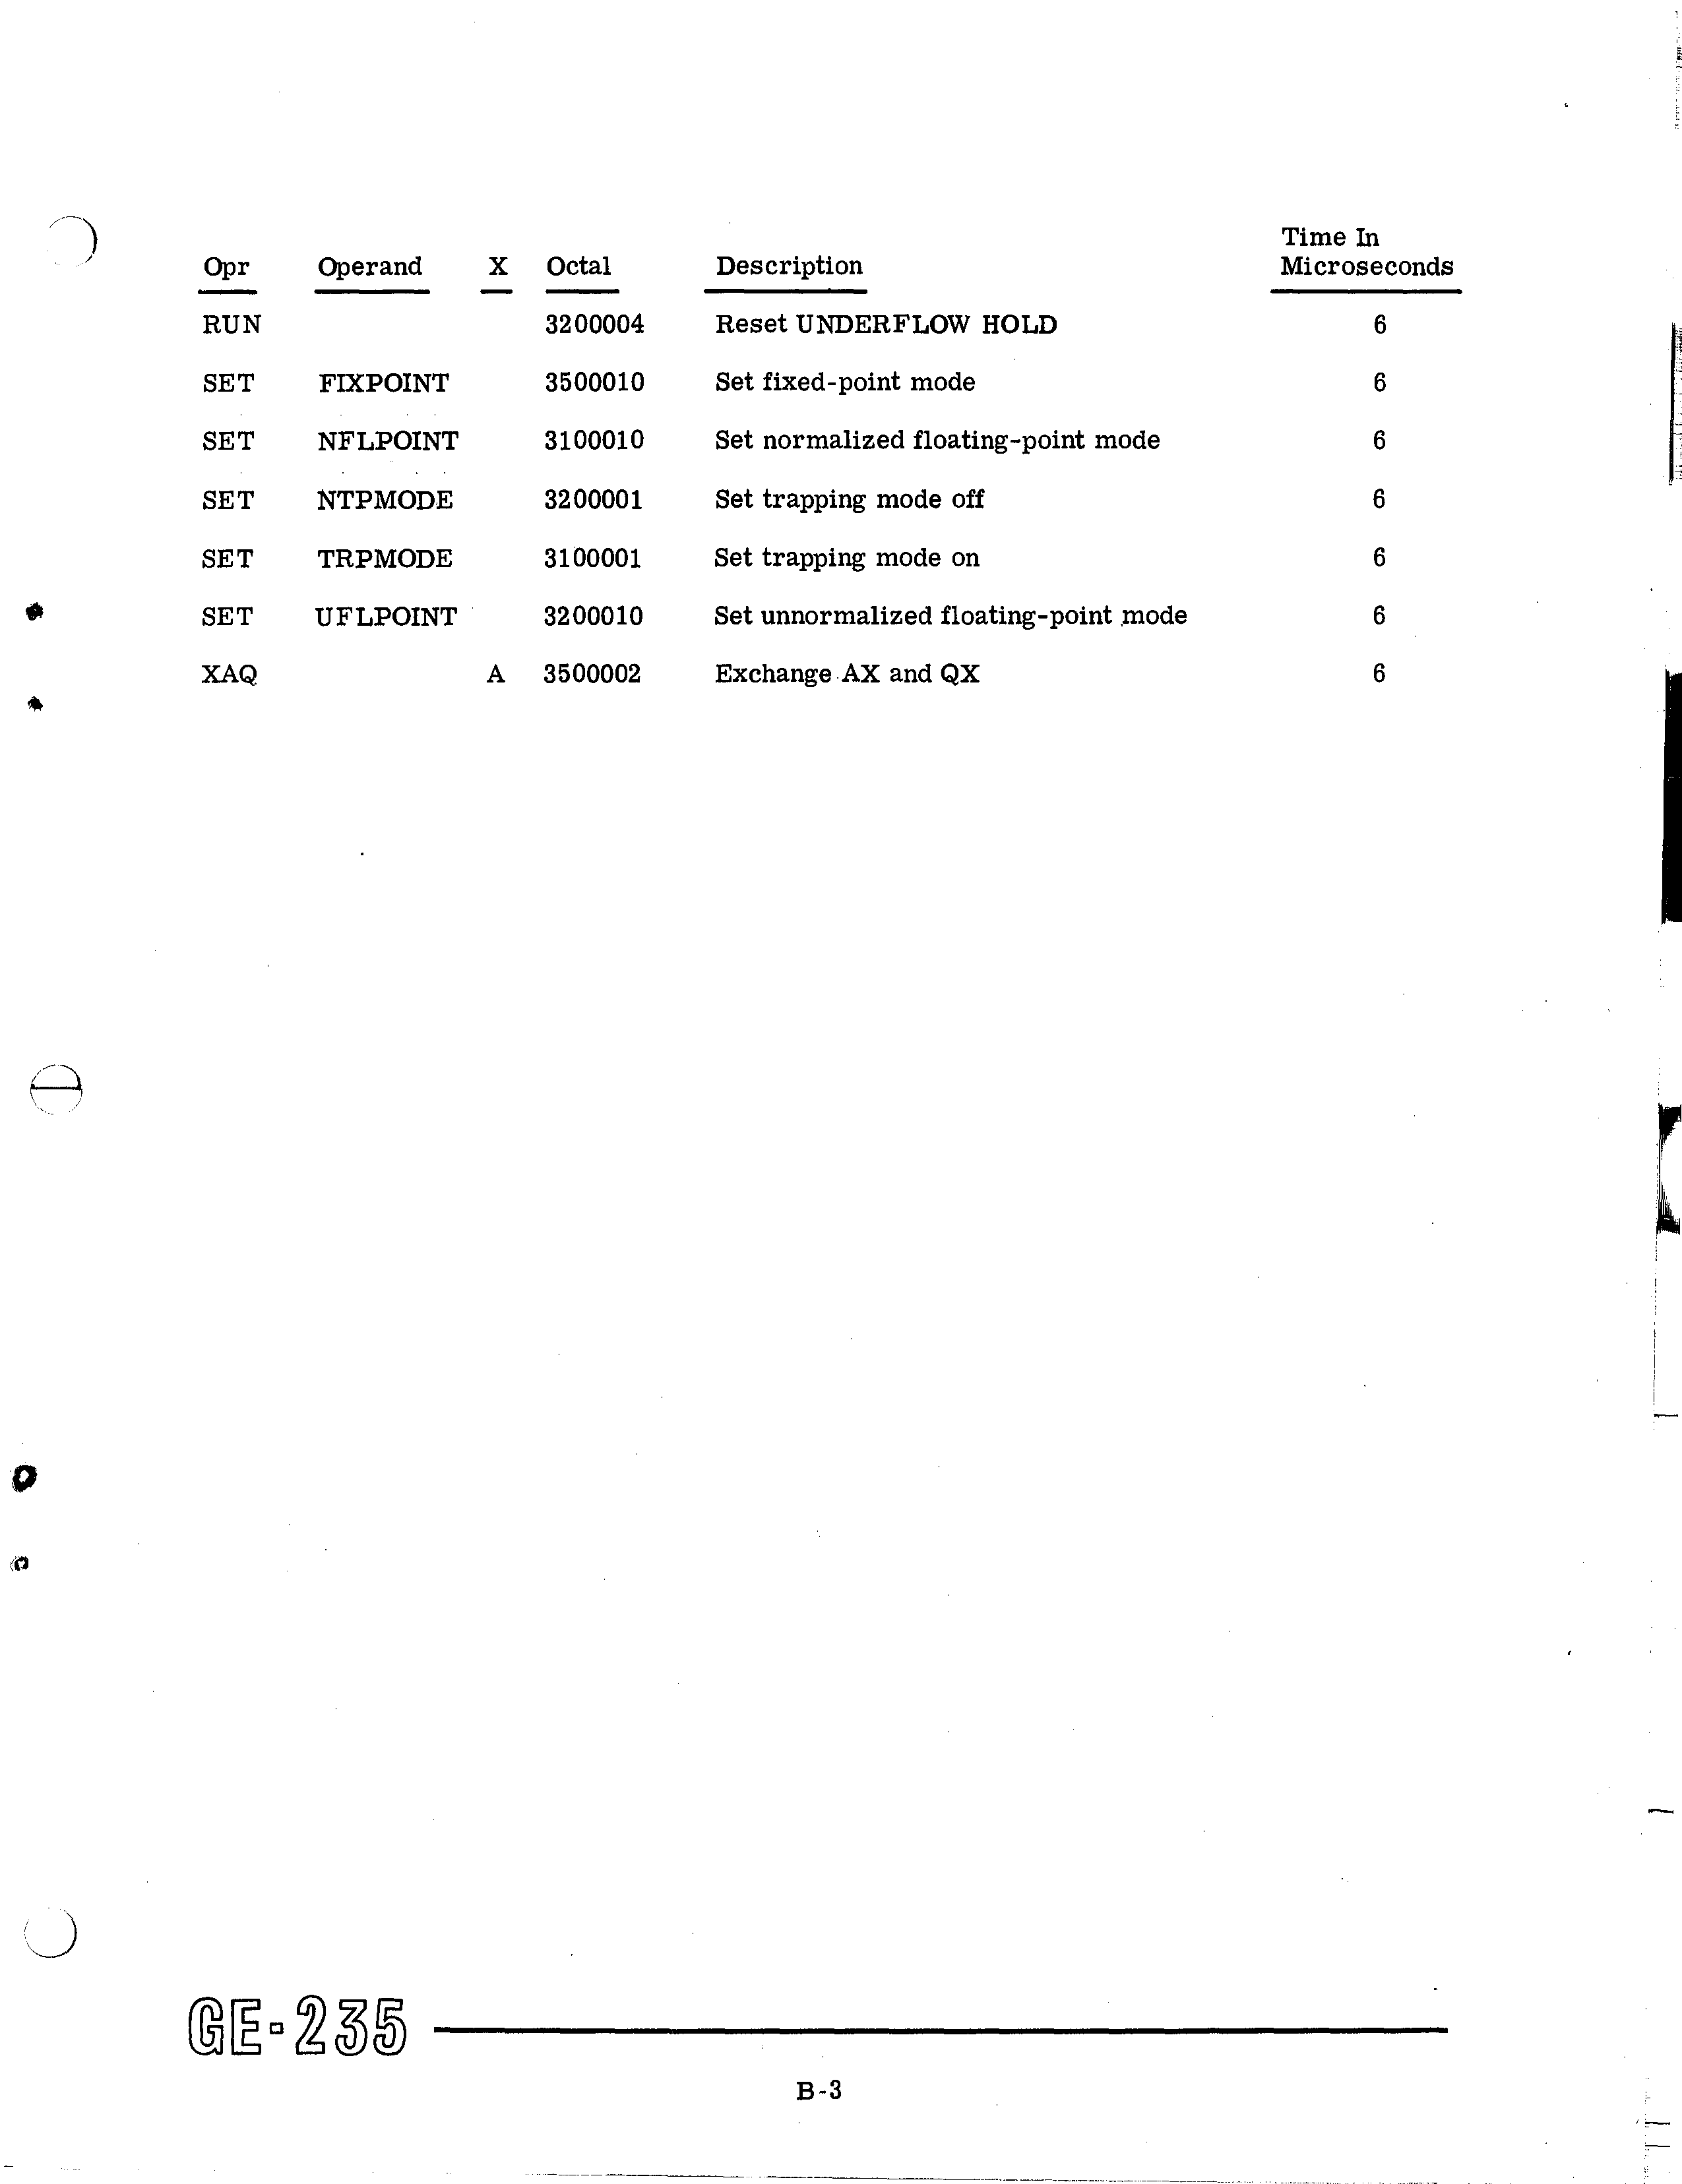 Time In
Opr Operand X Octal Description Microseconds
RUN 3200004 Reset UNDERFLOW HOLD 6
SET FIXPOINT 3500010 Set fixed-point mode 6
SET NFLPOINT 3100010 Set normalized floating-point mode 6
SET NTPMODE 3200001 Set trapping mode off 6
SET TRPMODE 3100001 Set trapping mode on 6
SET UFLPOINT 3200010 Set unnormalized floating-point mode 6
XAQ A 3500002 Exchange AX and QX 6
GE-235
B-3